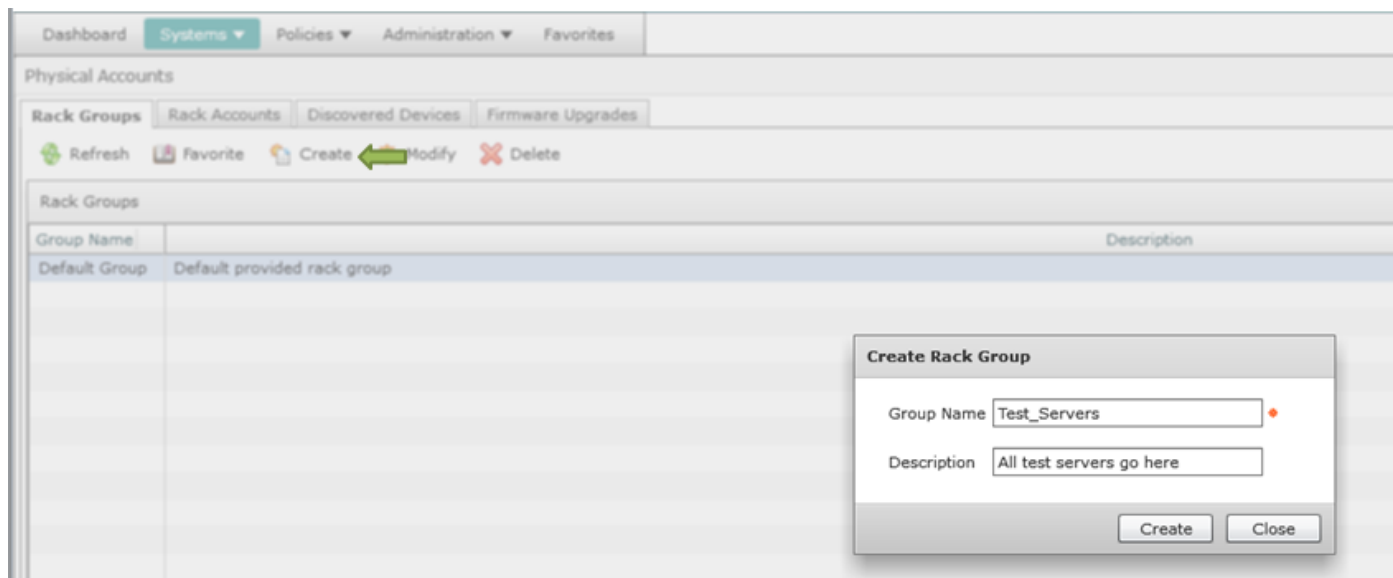 Dashboard Systems Policies Administration Favorites
Physical Accounts
Rack Groups Rack Accounts Discovered Devices Firmware Upgrades
Refresh Favorite Create Modify Delete
Rack Groups
Group Name Description
Default Group Default provided rack group
Create Rack Group
Group Name Test_Servers
Description All test servers go here
Create Close